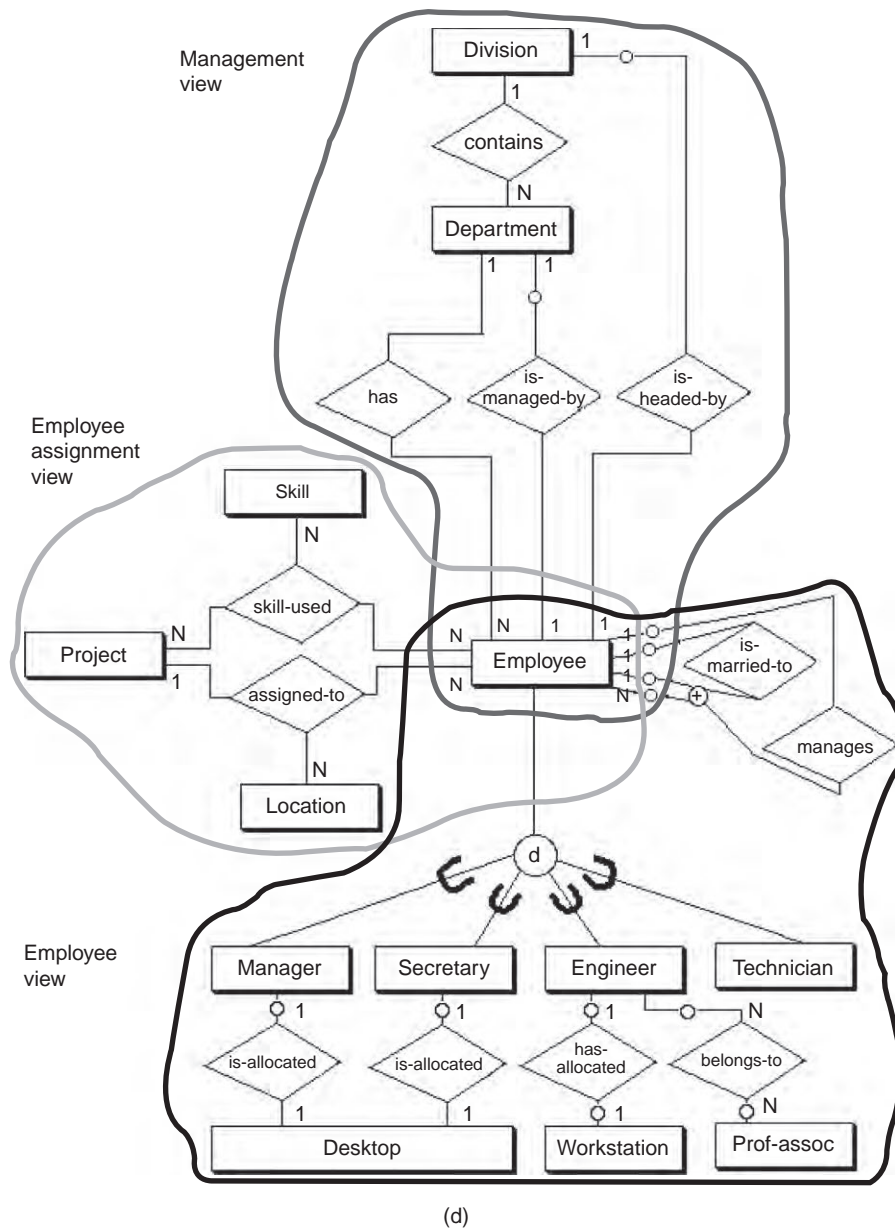 Management
view
Division
1
1
contains
N
Department
1
1
has
is-
managed-by
is-
headed-by
Employee
assignment
view
Skill
N
skill-used
N
Project
1
assigned-to
N
Location
N
N
N
1
1
Employee
1
1
1
N
is-
married-to
+
manages
d
Employee
view
Manager
Secretary
Engineer
Technician
1
1
1
N
is-allocated
is-allocated
has-
allocated
belongs-to
1
1
1
N
Desktop
Workstation
Prof-assoc
(d)